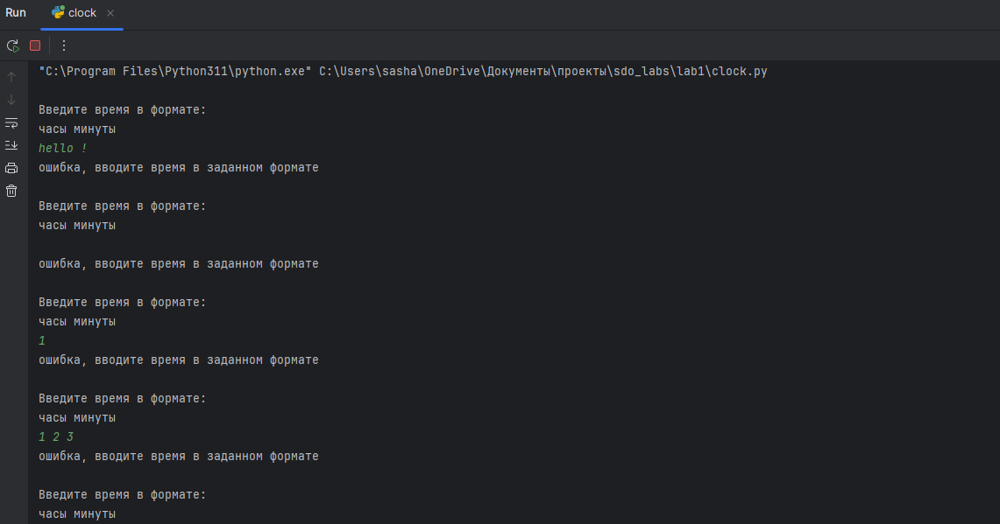 Run clock
"C:\Program Files\Python311\python.exe" C:\Users\sasha\OneDrive\Документы\проекты\sdo_labs\lab1\clock.py
Введите время в формате:
часы минуты
hello !
ошибка, вводите время в заданном формате
Введите время в формате:
часы минуты
ошибка, вводите время в заданном формате
Введите время в формате:
часы минуты
1
ошибка, вводите время в заданном формате
Введите время в формате:
часы минуты
1 2 3
ошибка, вводите время в заданном формате
Введите время в формате:
часы минуты